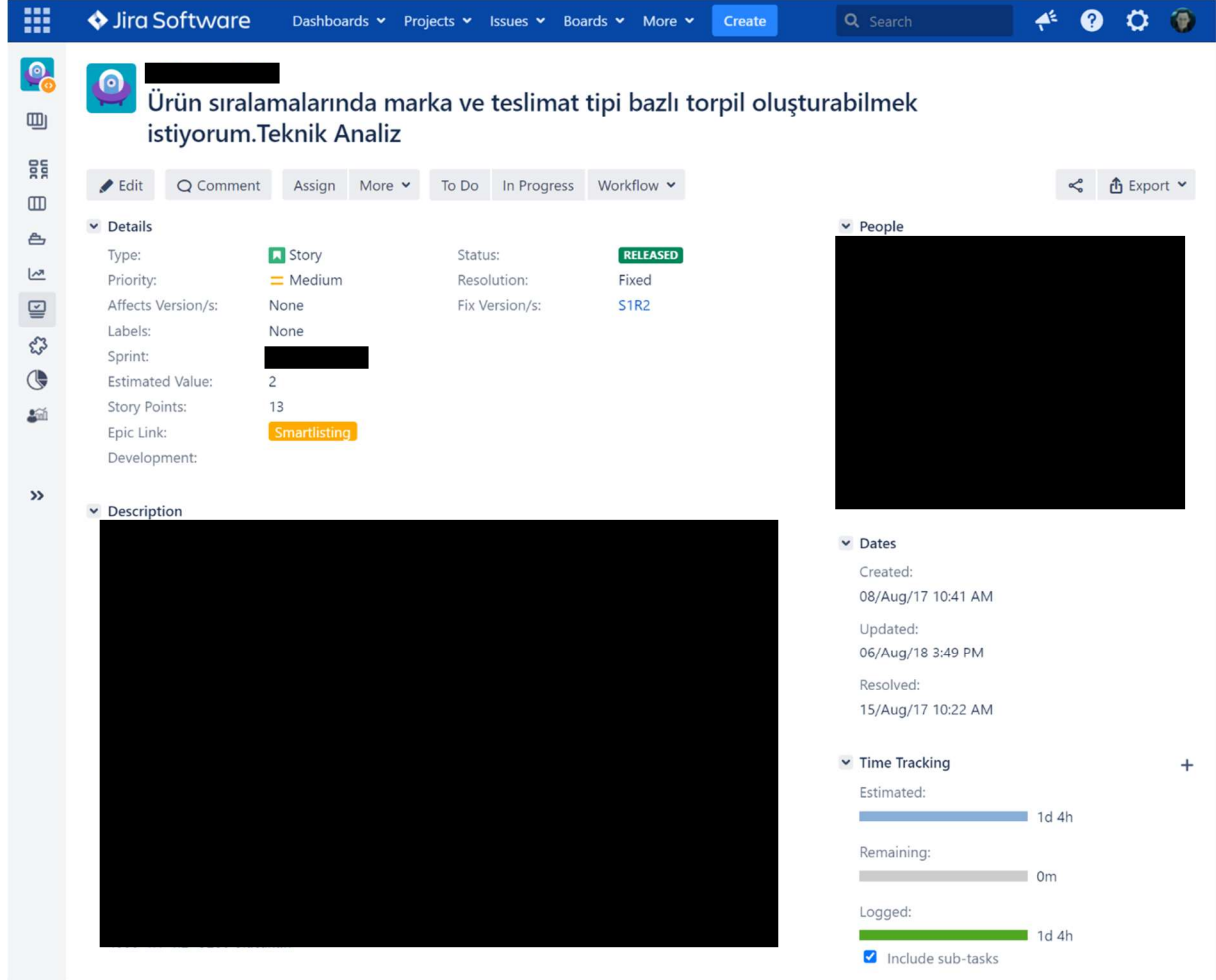 Jira Software Dashboards Projects Issues Boards More Create Search
Ürün sıralamalarında marka ve teslimat tipi bazlı torpil oluşturabilmek
istiyorum.Teknik Analiz
Edit Comment Assign More To Do In Progress Workflow Export
Details
Type: Story Status: RELEASED
Priority: Medium Resolution: Fixed
Affects Version/s: None Fix Version/s: S1R2
Labels: None
Sprint:
Estimated Value: 2
Story Points: 13
Epic Link: Smartlisting
Development:
Description
People
Dates
Created:
08/Aug/17 10:41 AM
Updated:
06/Aug/18 3:49 PM
Resolved:
15/Aug/17 10:22 AM
Time Tracking
Estimated:
1d 4h
Remaining:
0m
Logged:
1d 4h
Include sub-tasks